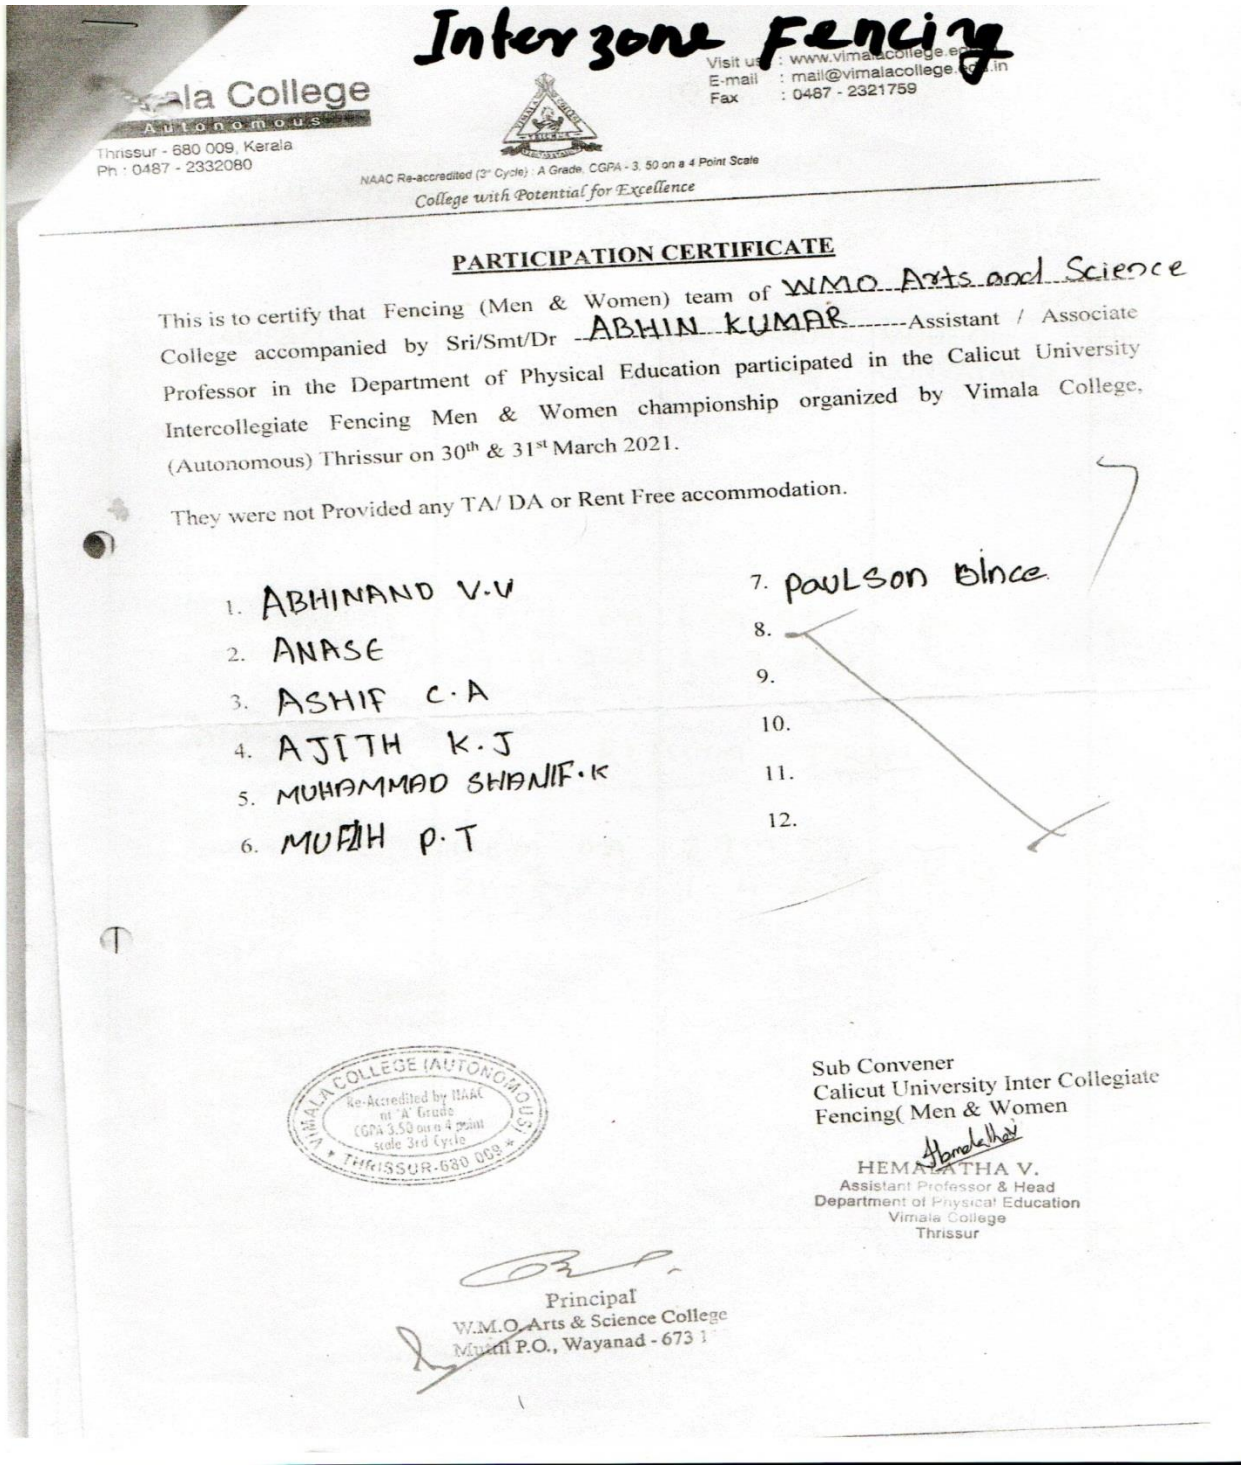 Interzone Fencing
ala College
Autonomous
Thrissur - 680 009, Kerala
Ph : 0487 - 2332080
Visit us : www.vimalacollege.e
E-mail : mail@vimalacollege.edu.in
Fax : 0487 - 2321759
NAAC Re-accredited (3rd Cycle) : A Grade, CGPA - 3. 50 on a 4 Point Scale
College with Potential for Excellence
PARTICIPATION CERTIFICATE
This is to certify that Fencing (Men & Women) team of WMO Arts and Science
College accompanied by Sri/Smt/Dr ABHIN KUMAR Assistant / Associate
Professor in the Department of Physical Education participated in the Calicut University
Intercollegiate Fencing Men & Women championship organized by Vimala College,
(Autonomous) Thrissur on 30th & 31st March 2021.
They were not Provided any TA/ DA or Rent Free accommodation.
1. ABHINAND V.V
2. ANASE
3. ASHIF C.A
4. AJITH K.J
5. MUHAMMAD SHANIF.K
6. P.T
7. PAULSON Bince
8.
9.
10.
11.
12.
VIMALA COLLEGE (AUTONOMOUS)
Re-Accredited by NAAC
at 'A' Grade
CGPA 3.50 on a 4 point
scale 3rd Cycle
* THRISSUR-680 009 *
Sub Convener
Calicut University Inter Collegiate
Fencing( Men & Women
HEMALATHA V.
Assistant Professor & Head
Department of Physical Education
Vimala College
Thrissur
Principal
W.M.O. Arts & Science College
Muttil P.O., Wayanad - 673 1